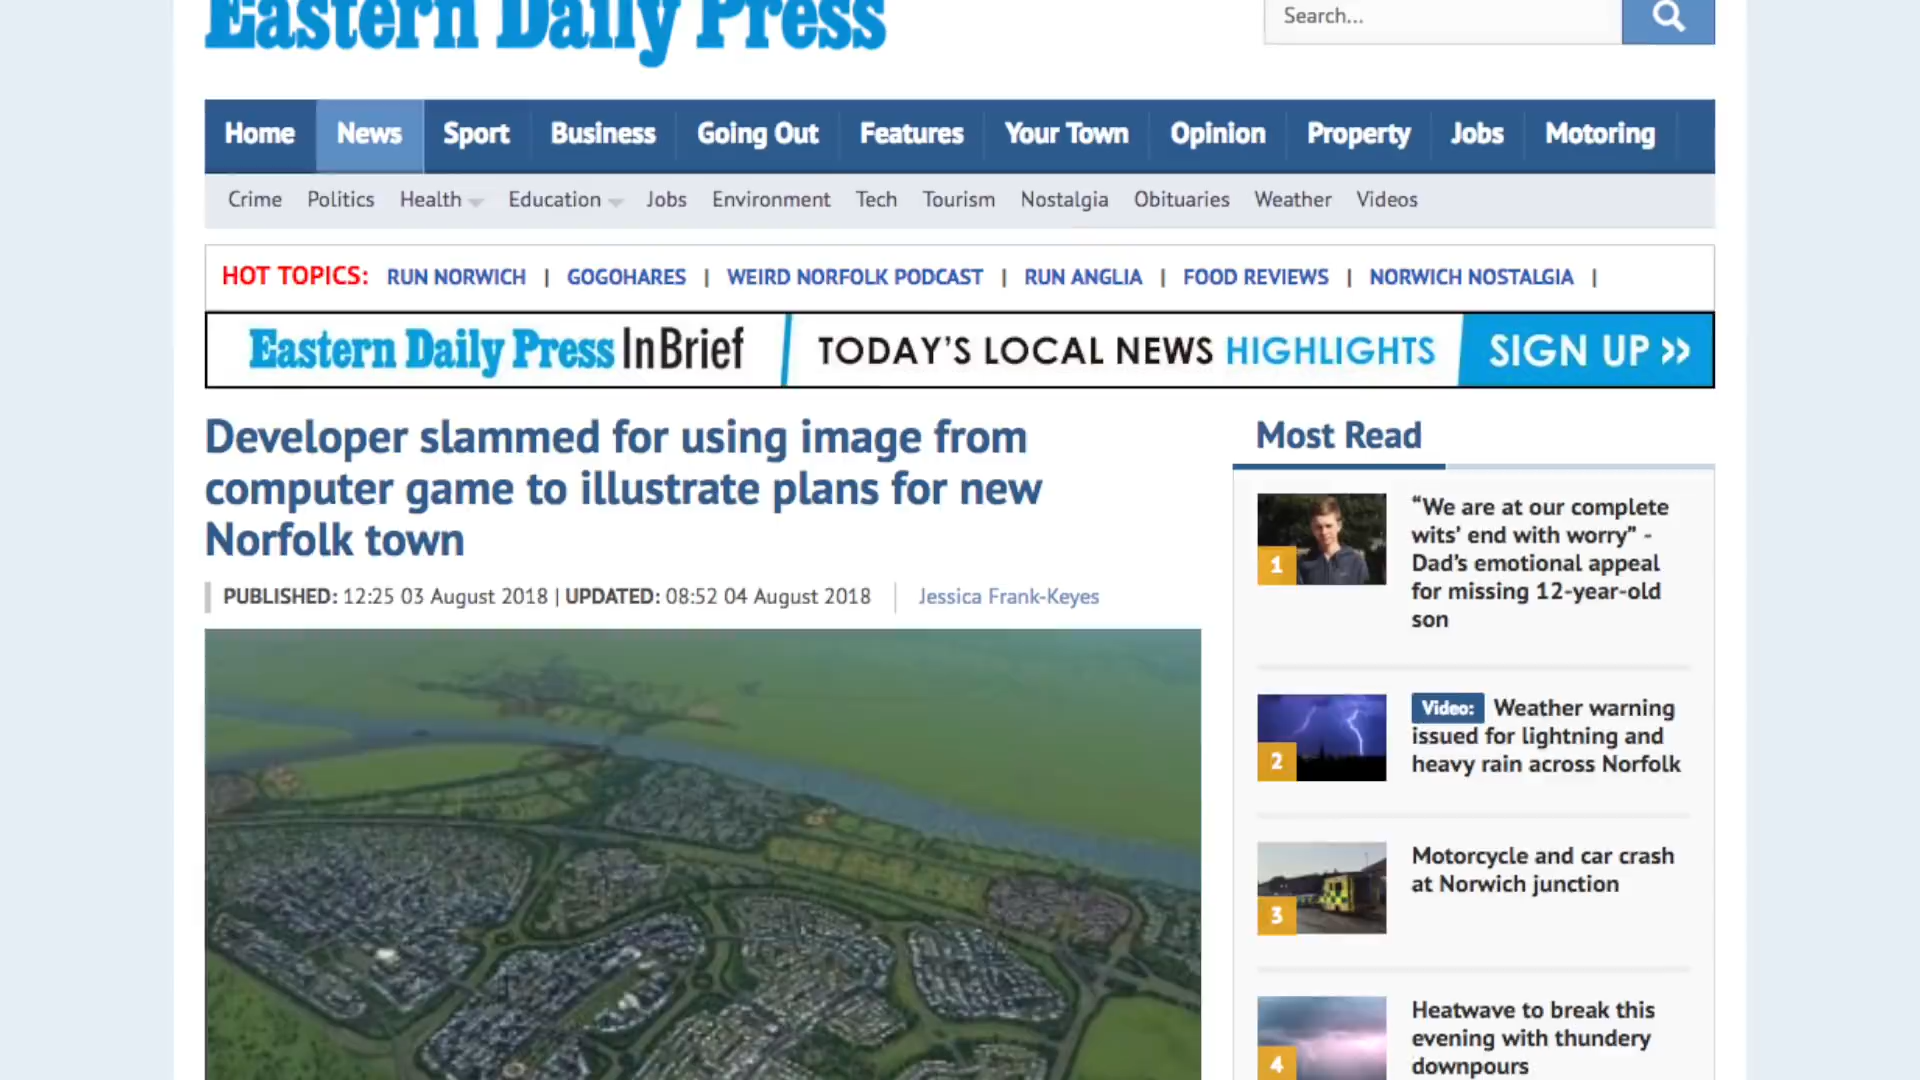 Eastern Daily Press
Search...
Home News Sport Business Going Out Features Your Town Opinion Property Jobs Motoring
Crime Politics Health Education Jobs Environment Tech Tourism Nostalgia Obituaries Weather Videos
HOT TOPICS: RUN NORWICH | GOGOHARES | WEIRD NORFOLK PODCAST | RUN ANGLIA | FOOD REVIEWS | NORWICH NOSTALGIA |
Eastern Daily Press InBrief TODAY'S LOCAL NEWS HIGHLIGHTS SIGN UP >>
Developer slammed for using image from
computer game to illustrate plans for new
Norfolk town
PUBLISHED: 12:25 03 August 2018 | UPDATED: 08:52 04 August 2018 Jessica Frank-Keyes
Most Read
1
“We are at our complete
wits’ end with worry” -
Dad’s emotional appeal
for missing 12-year-old
son
2
Video: Weather warning
issued for lightning and
heavy rain across Norfolk
3
Motorcycle and car crash
at Norwich junction
4
Heatwave to break this
evening with thundery
downpours